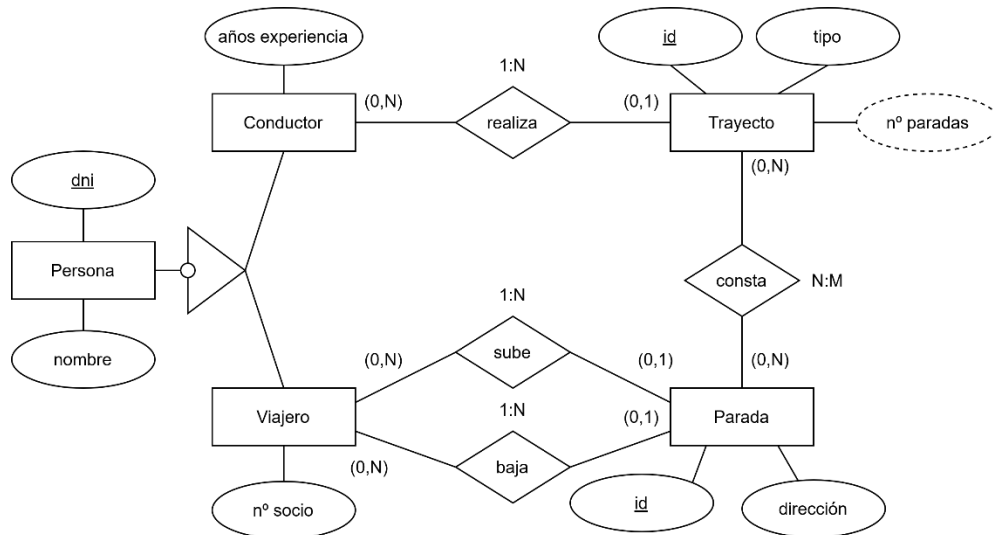 años experiencia
id
tipo
1:N
(0,N)
(0,1)
Conductor
realiza
Trayecto
nº paradas
(0,N)
dni
Persona
consta
N:M
nombre
1:N
(0,N)
sube
(0,1)
(0,N)
Viajero
1:N
(0,1)
Parada
(0,N)
baja
nº socio
id
dirección